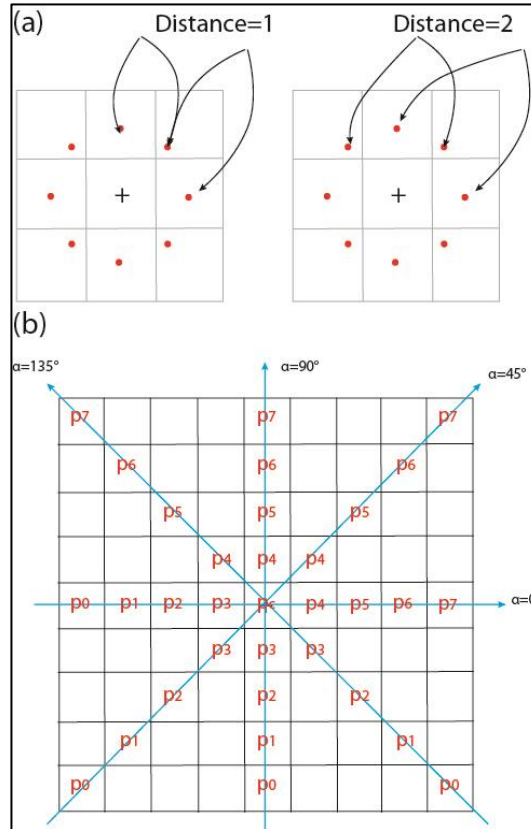 (a) Distance=1 Distance=2
+ +
(b)
α=135° α=90° α=45°
p7 p7 p7
p6 p6 p6
p5 p5 p5
p4 p4 p4
p0 p1 p2 p3 pc p4 p5 p6 p7 α=0
p3 p3 p3
p2 p2 p2
p1 p1 p1
p0 p0 p0